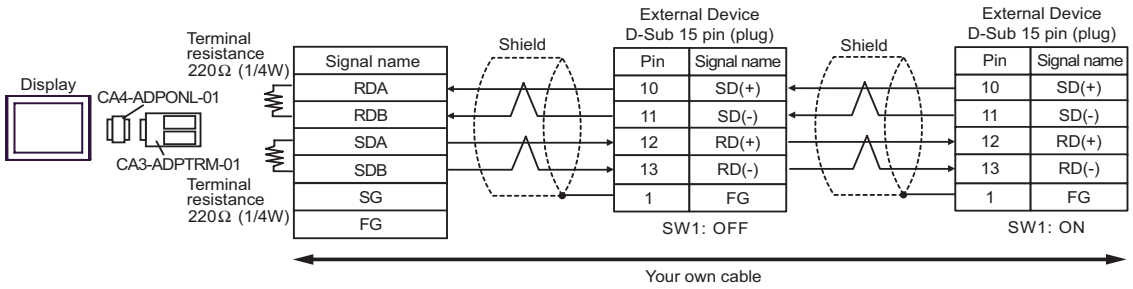 Display
CA4-ADPONL-01
CA3-ADPTRM-01
Terminal
resistance
220Ω (1/4W)
Terminal
resistance
220Ω (1/4W)
Signal name
RDA
RDB
SDA
SDB
SG
FG
Shield
External Device
D-Sub 15 pin (plug)
Pin Signal name
10 SD(+)
11 SD(-)
12 RD(+)
13 RD(-)
1 FG
SW1: OFF
Shield
External Device
D-Sub 15 pin (plug)
Pin Signal name
10 SD(+)
11 SD(-)
12 RD(+)
13 RD(-)
1 FG
SW1: ON
Your own cable